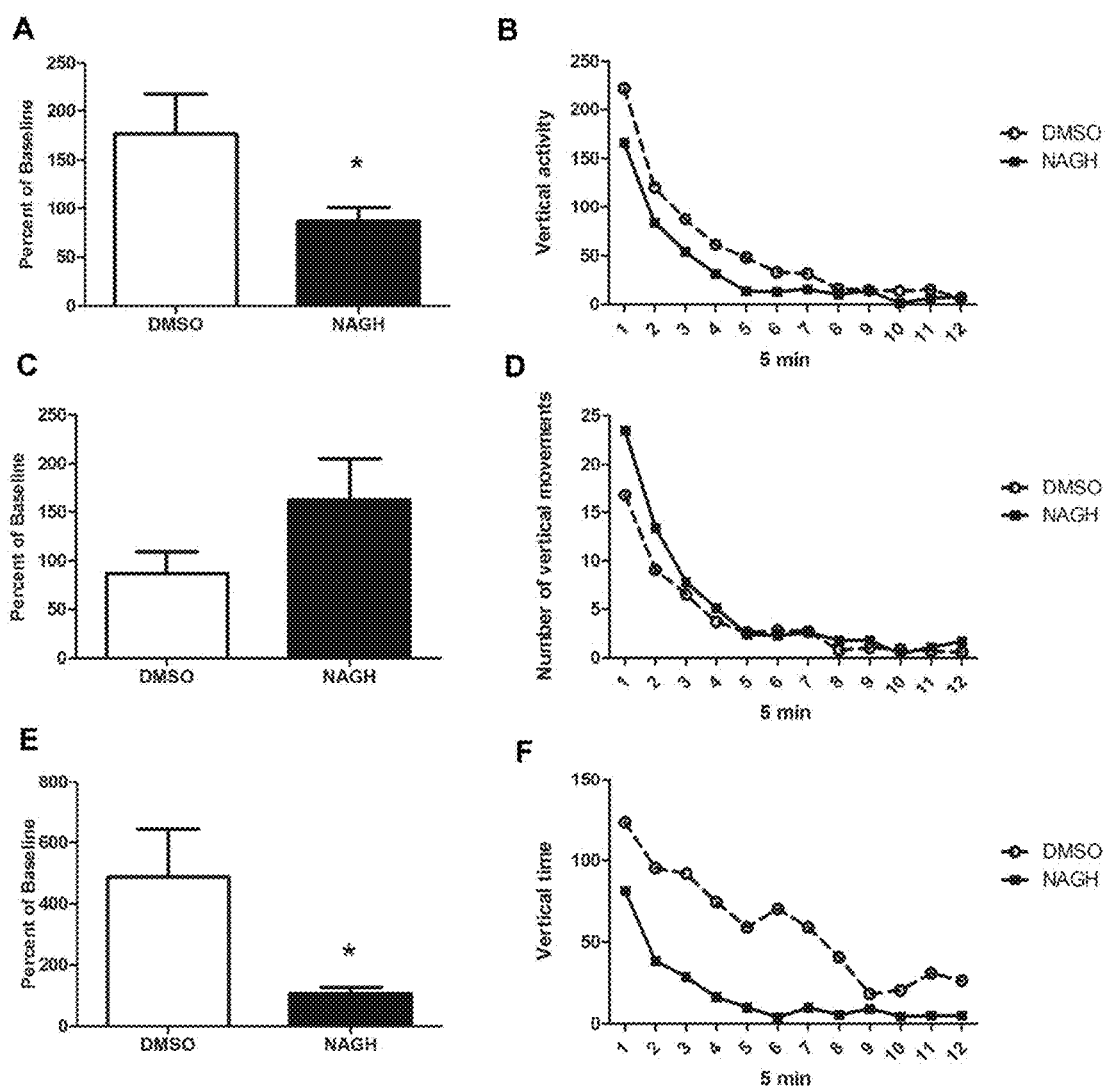 A
Percent of Baseline
250
200
150
100
50
0
*
DMSO
NAGH
B
Vertical activity
250
200
150
100
50
0
1 2 3 4 5 6 7 8 9 10 11 12
5 min
DMSO
NAGH
C
Percent of Baseline
250
200
150
100
50
0
DMSO
NAGH
D
Number of vertical movements
25
20
15
10
5
0
1 2 3 4 5 6 7 8 9 10 11 12
5 min
DMSO
NAGH
E
Percent of Baseline
800
600
400
200
0
*
DMSO
NAGH
F
Vertical time
150
100
50
0
1 2 3 4 5 6 7 8 9 10 11 12
5 min
DMSO
NAGH